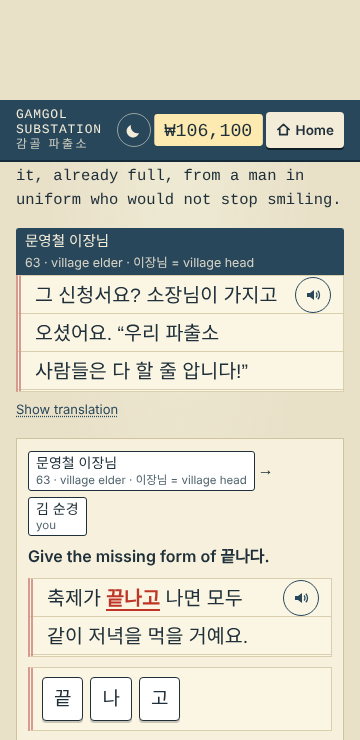 GAMGOL
SUBSTATION
감골 파출소
₩106,100
Home
it, already full, from a man in
uniform who would not stop smiling.
문영철 이장님
63 · village elder · 이장님 = village head
그 신청서요? 소장님이 가지고
오셨어요. “우리 파출소
사람들은 다 할 줄 압니다!”
Show translation
문영철 이장님
63 · village elder · 이장님 = village head
→
김 순경
you
Give the missing form of 끝나다.
축제가 끝나고 나면 모두
같이 저녁을 먹을 거예요.
끝 나 고